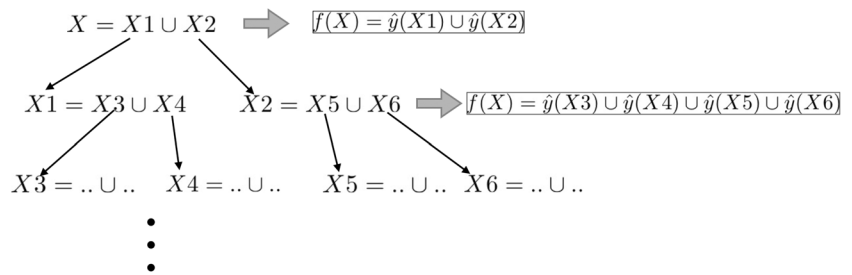 X = X1 ∪ X2 f(X) = ŷ(X1) ∪ ŷ(X2)
X1 = X3 ∪ X4 X2 = X5 ∪ X6 f(X) = ŷ(X3) ∪ ŷ(X4) ∪ ŷ(X5) ∪ ŷ(X6)
X3 = .. ∪ .. X4 = .. ∪ .. X5 = .. ∪ .. X6 = .. ∪ ..